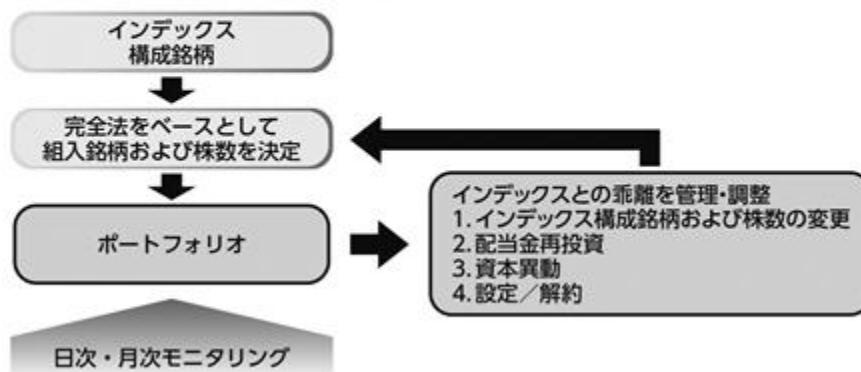 インデックス
構成銘柄
完全法をベースとして
組入銘柄および株数を決定
ポートフォリオ
インデックスとの乖離を管理・調整
1.インデックス構成銘柄および株数の変更
2.配当金再投資
3.資本異動
4.設定／解約
日次・月次モニタリング